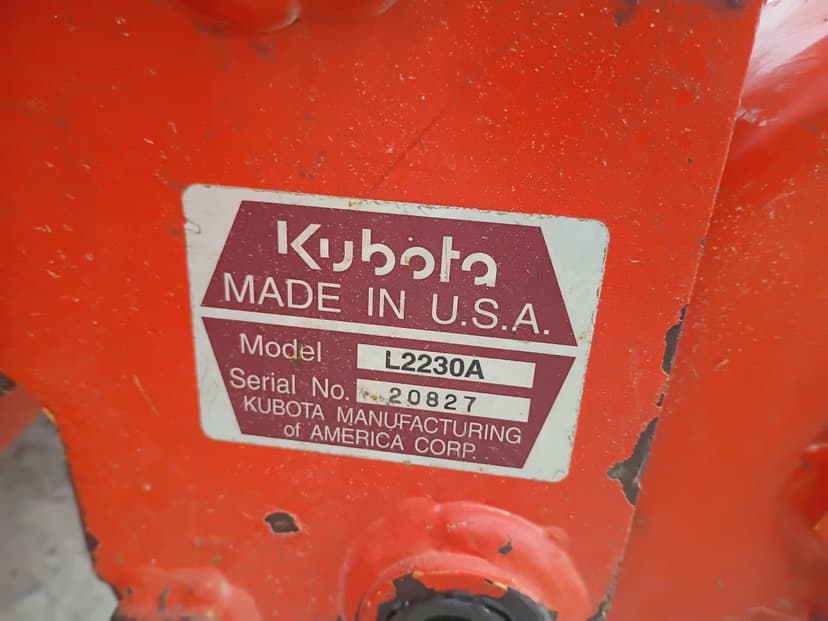 Kubota
MADE IN U.S.A.
Model L2230A
Serial No. 20827
KUBOTA MANUFACTURING
of AMERICA CORP.